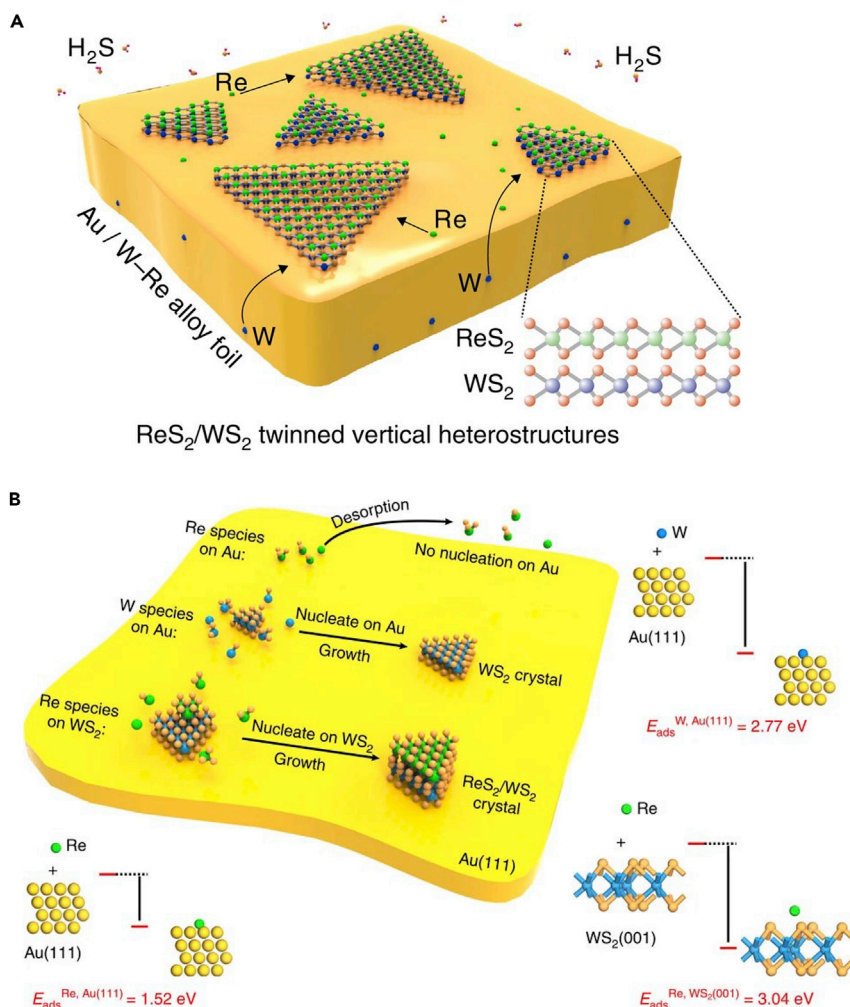 A
H₂S
H₂S
Re
Re
W
W
Au / W–Re alloy foil
ReS₂
WS₂
ReS₂/WS₂ twinned vertical heterostructures
B
Re species
on Au:
Desorption
No nucleation on Au
W species
on Au:
Nucleate on Au
Growth
WS₂ crystal
Re species
on WS₂:
Nucleate on WS₂
Growth
ReS₂/WS₂
crystal
Au(111)
W
+
Au(111)
E_ads^W, Au(111) = 2.77 eV
Re
+
Au(111)
E_ads^Re, Au(111) = 1.52 eV
Re
+
WS₂(001)
E_ads^Re, WS₂(001) = 3.04 eV